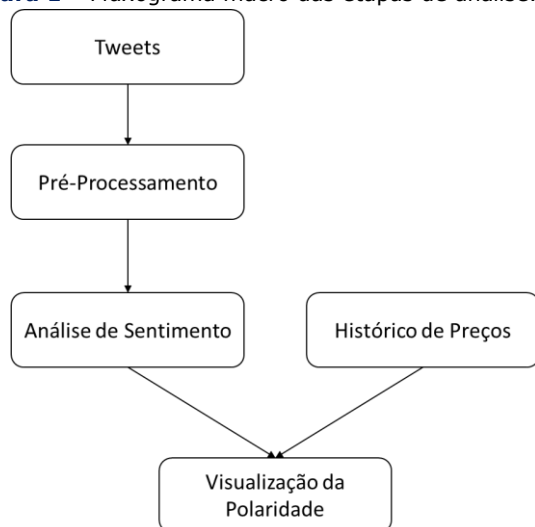 Tweets
Pré-Processamento
Análise de Sentimento
Histórico de Preços
Visualização da
Polaridade